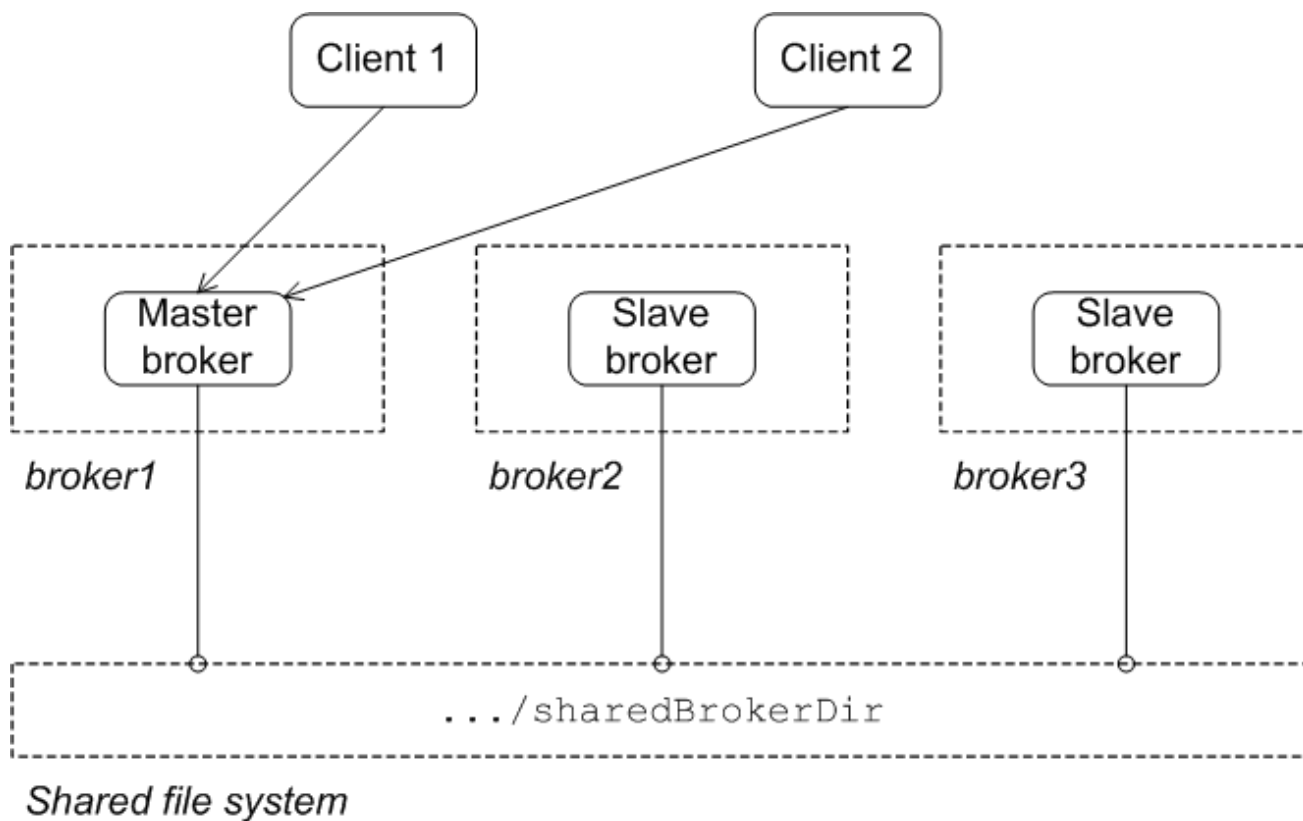 Client 1
Client 2
Master
broker
Slave
broker
Slave
broker
broker1
broker2
broker3
.../sharedBrokerDir
Shared file system